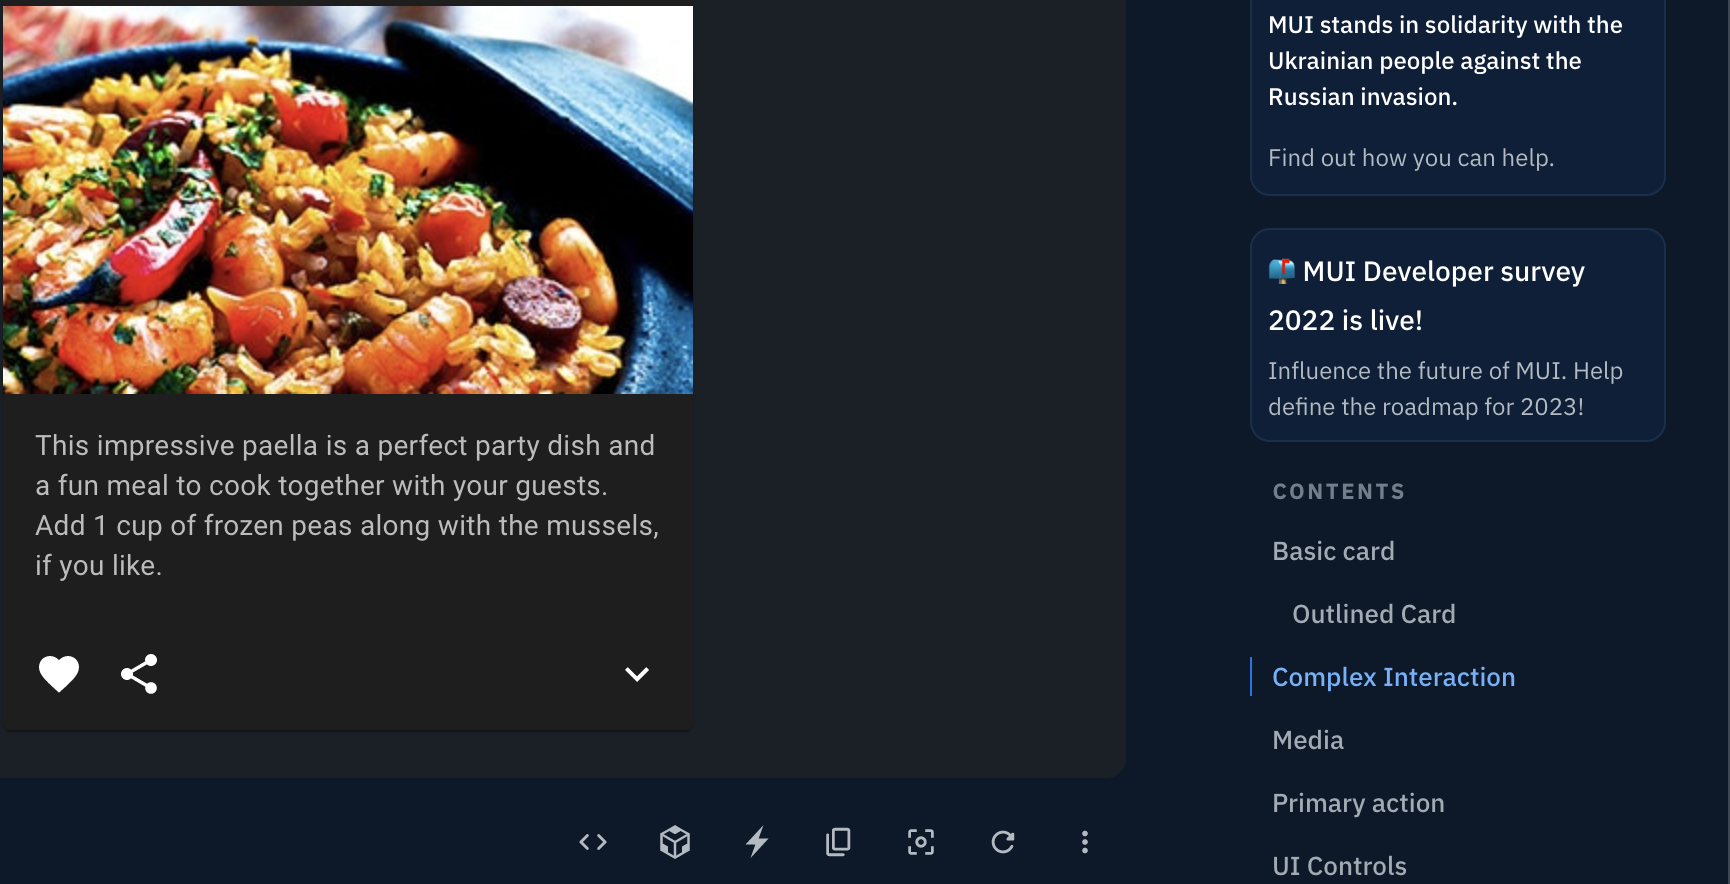 This impressive paella is a perfect party dish and
a fun meal to cook together with your guests.
Add 1 cup of frozen peas along with the mussels,
if you like.
MUI stands in solidarity with the
Ukrainian people against the
Russian invasion.
Find out how you can help.
MUI Developer survey
2022 is live!
Influence the future of MUI. Help
define the roadmap for 2023!
CONTENTS
Basic card
Outlined Card
Complex Interaction
Media
Primary action
UI Controls